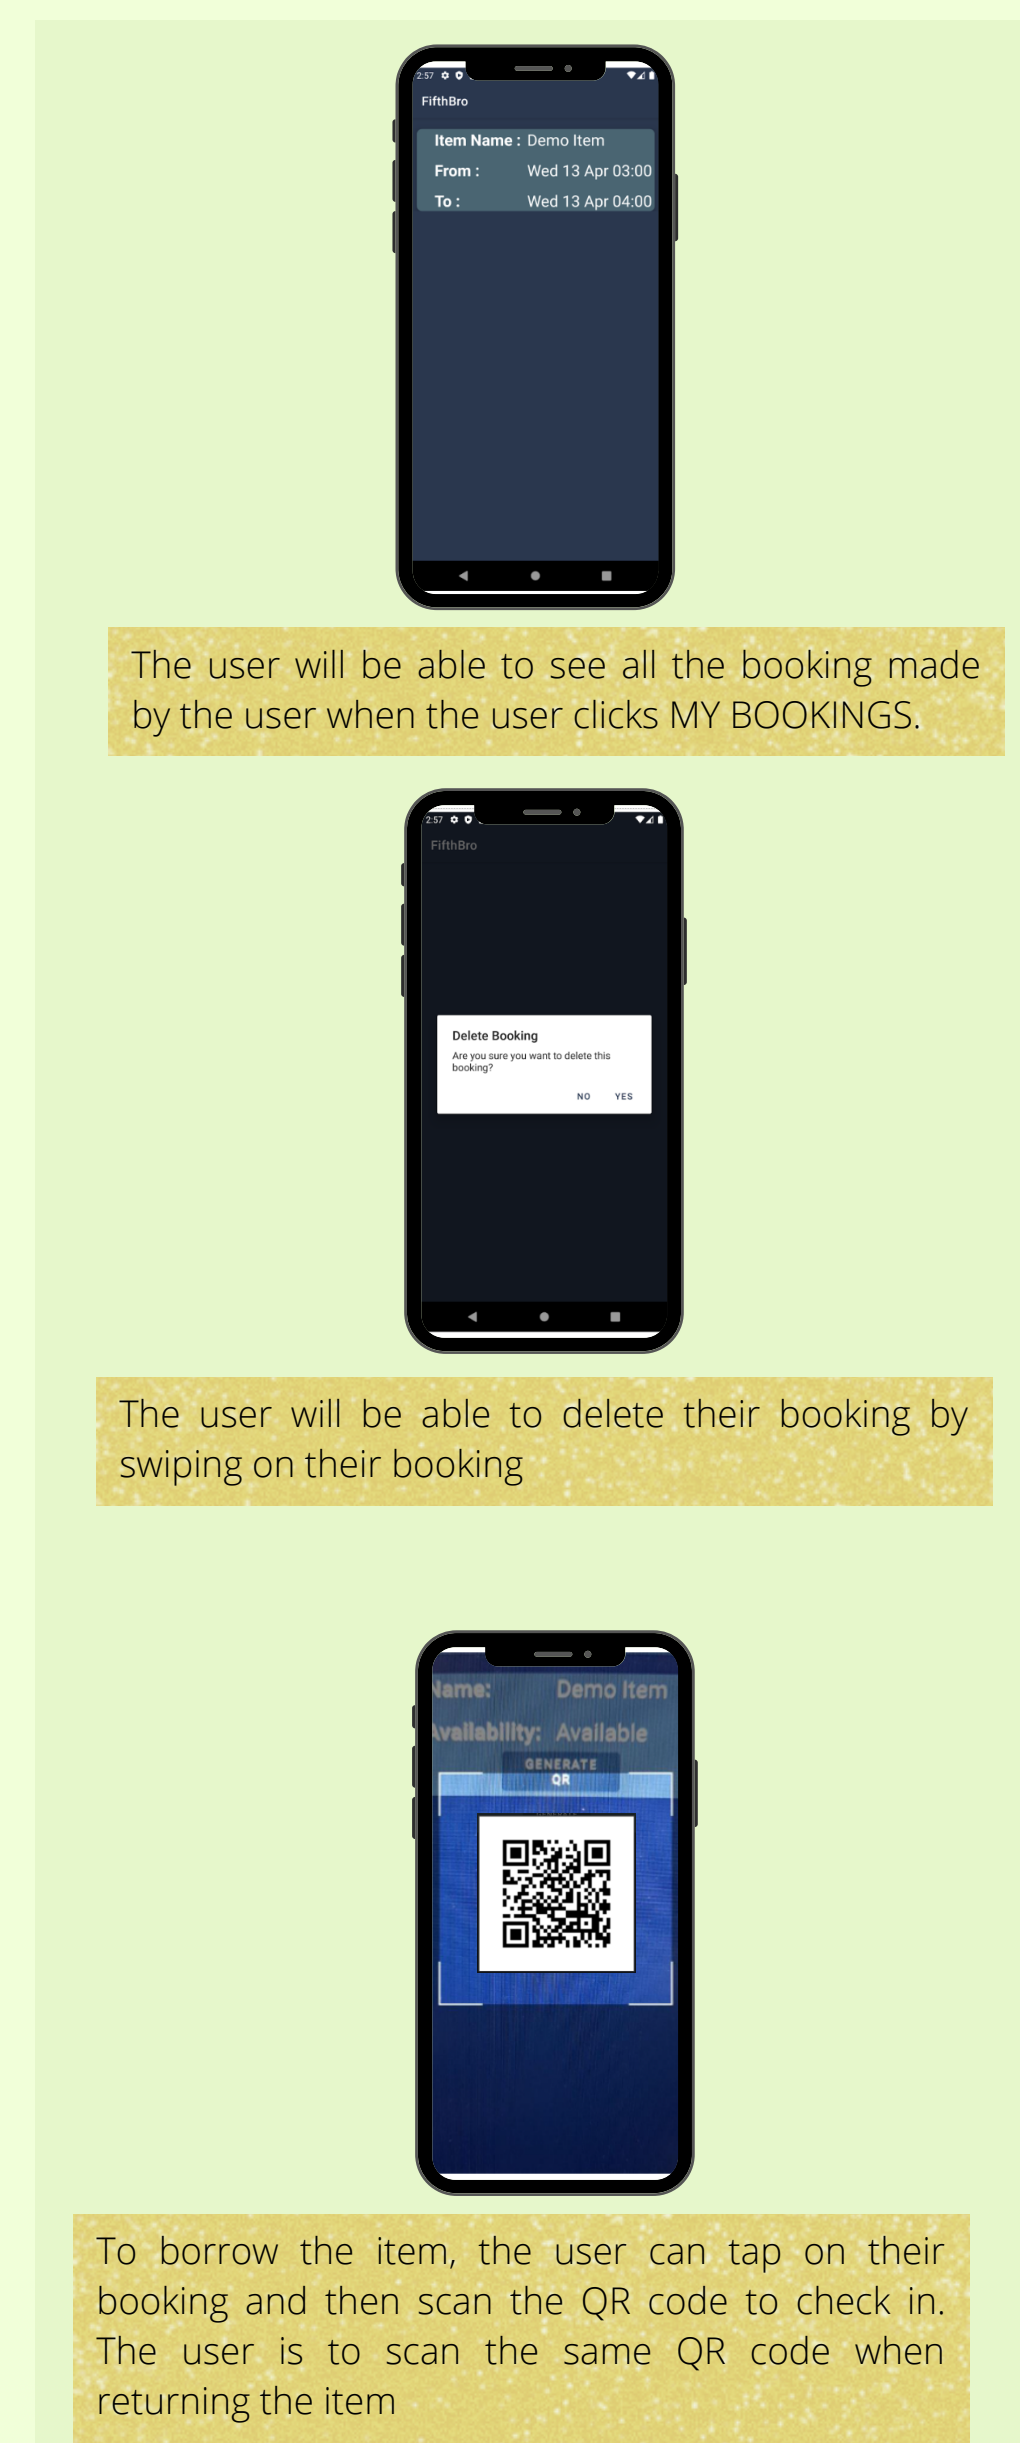 2:57
FifthBro
Item Name : Demo Item
From : Wed 13 Apr 03:00
To : Wed 13 Apr 04:00
The user will be able to see all the booking made
by the user when the user clicks MY BOOKINGS.
2:57
FifthBro
Delete Booking
Are you sure you want to delete this
booking?
NO YES
The user will be able to delete their booking by
swiping on their booking
Name: Demo Item
Availability: Available
GENERATE
QR
To borrow the item, the user can tap on their
booking and then scan the QR code to check in.
The user is to scan the same QR code when
returning the item